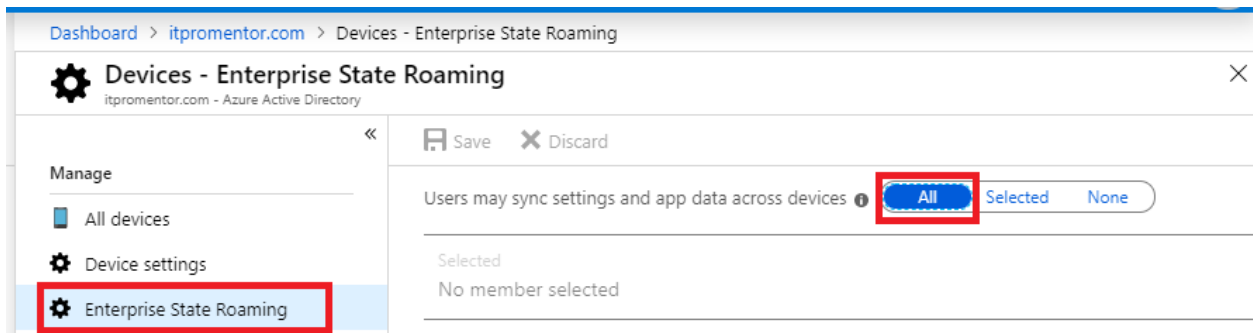 Dashboard > itpromentor.com > Devices - Enterprise State Roaming
Devices - Enterprise State Roaming
itpromentor.com - Azure Active Directory
«
Save Discard
Manage
Users may sync settings and app data across devices All Selected None
All devices
Device settings
Selected
No member selected
Enterprise State Roaming